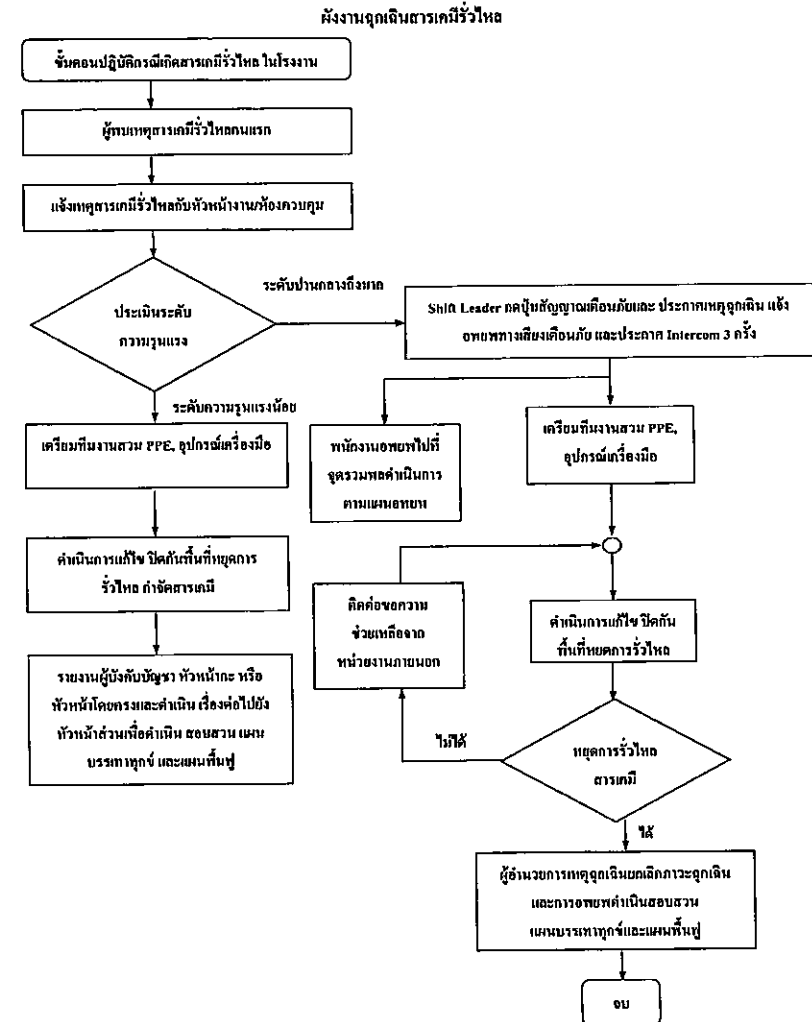 ผังงานฉุกเฉินสารเคมีรั่วไหล
ขั้นตอนปฏิบัติกรณีเกิดสารเคมีรั่วไหล ในโรงงาน
ผู้พบเหตุสารเคมีรั่วไหลคนแรก
แจ้งเหตุสารเคมีรั่วไหลกับหัวหน้างาน/ห้องควบคุม
ประเมินระดับ
ความรุนแรง
ระดับปานกลางถึงมาก
Shift Leader กดปุ่มสัญญาณเตือนภัยและ ประกาศเหตุฉุกเฉิน แจ้ง
อพยพทางเสียงเตือนภัย และประกาศ Intercom 3 ครั้ง
ระดับความรุนแรงน้อย
เตรียมทีมงานสวม PPE, อุปกรณ์เครื่องมือ
พนักงานอพยพไปที่
จุดรวมพลดำเนินการ
ตามแผนอพยพ
เตรียมทีมงานสวม PPE,
อุปกรณ์เครื่องมือ
ดำเนินการแก้ไข ปิดกั้นพื้นที่หยุดการ
รั่วไหล กำจัดสารเคมี
ติดต่อขอความ
ช่วยเหลือจาก
หน่วยงานภายนอก
ดำเนินการแก้ไข ปิดกั้น
พื้นที่หยุดการรั่วไหล
รายงานผู้บังคับบัญชา หัวหน้ากะ หรือ
หัวหน้าโดยตรงและดำเนิน เรื่องต่อไปยัง
หัวหน้าส่วนเพื่อดำเนิน สอบสวน แผน
บรรเทาทุกข์ และแผนฟื้นฟู
ไม่ได้
หยุดการรั่วไหล
สารเคมี
ได้
ผู้อำนวยการเหตุฉุกเฉินยกเลิกภาวะฉุกเฉิน
และการอพยพดำเนินสอบสวน
แผนบรรเทาทุกข์และแผนฟื้นฟู
จบ